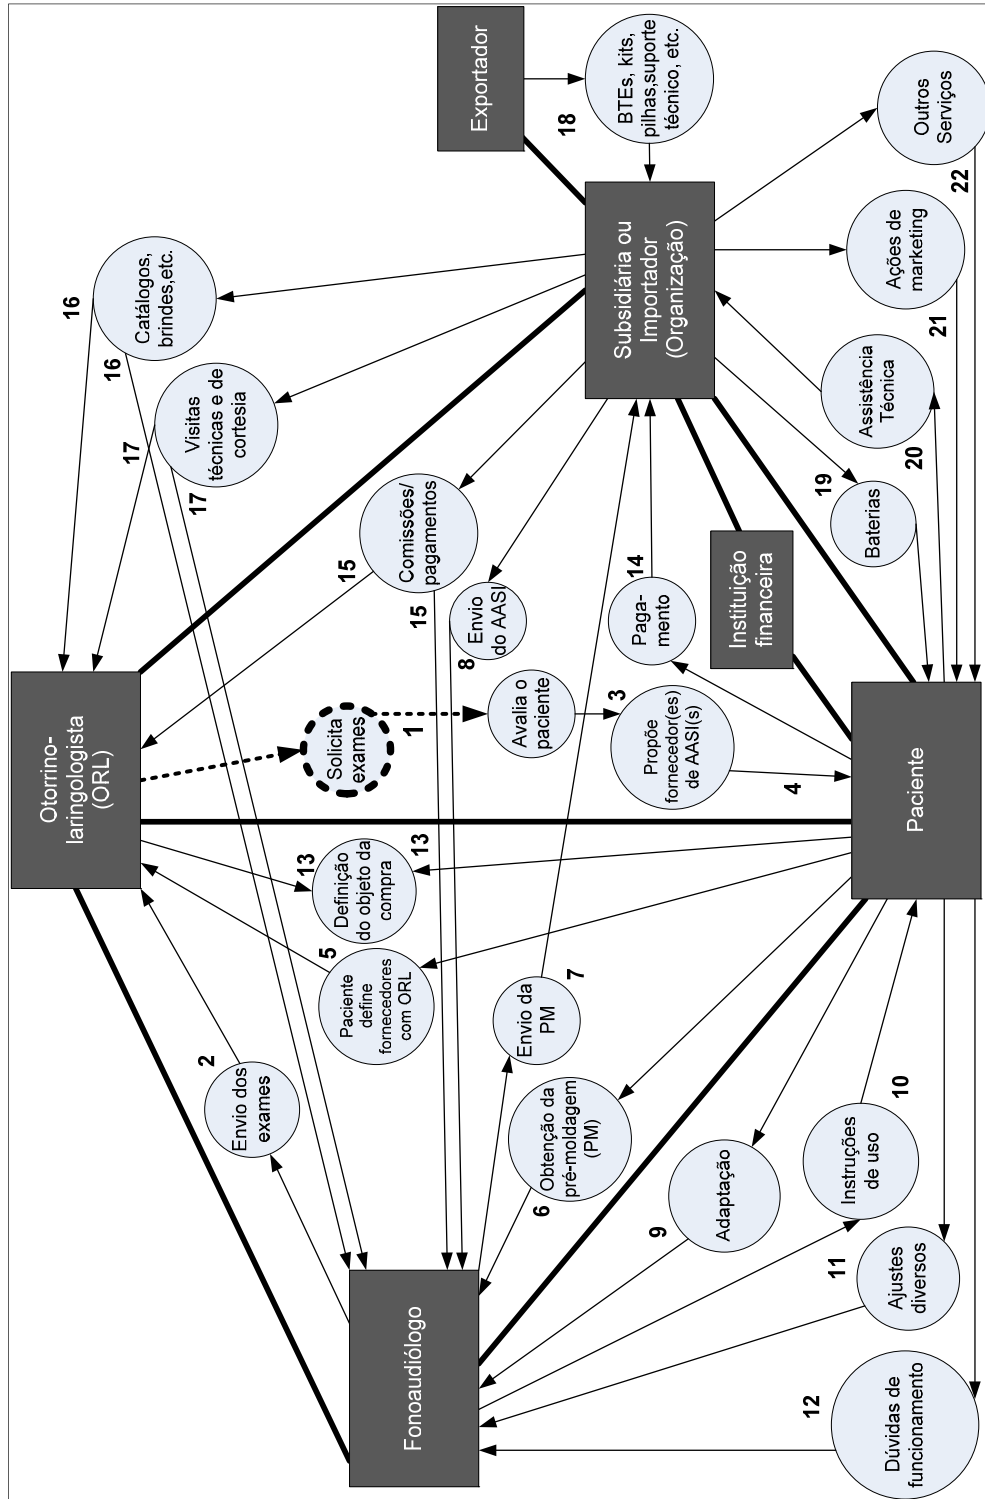 Otorrino-
laringologista
(ORL)
Fonoaudiólogo
Paciente
Instituição
financeira
Subsidiária ou
Importador
(Organização)
Exportador
Solicita
exames
1
Envio dos
exames
2
Avalia o
paciente
3
Propõe
fornecedor(es)
de AASI(s)
4
Paciente
define
fornecedores
com ORL
5
Obtenção da
pré-moldagem
(PM)
6
Envio da
PM
7
Envio
do AASI
8
Adaptação
9
Instruções
de uso
10
Ajustes
diversos
11
Dúvidas de
funcionamento
12
Definição
do objeto da
compra
13
13
Paga-
mento
14
Comissões/
pagamentos
15
15
Catálogos,
brindes,etc.
16
16
Visitas
técnicas e de
cortesia
17
17
BTEs, kits,
pilhas,suporte
técnico, etc.
18
Baterias
19
Assistência
Técnica
20
Ações de
marketing
21
Outros
Serviços
22